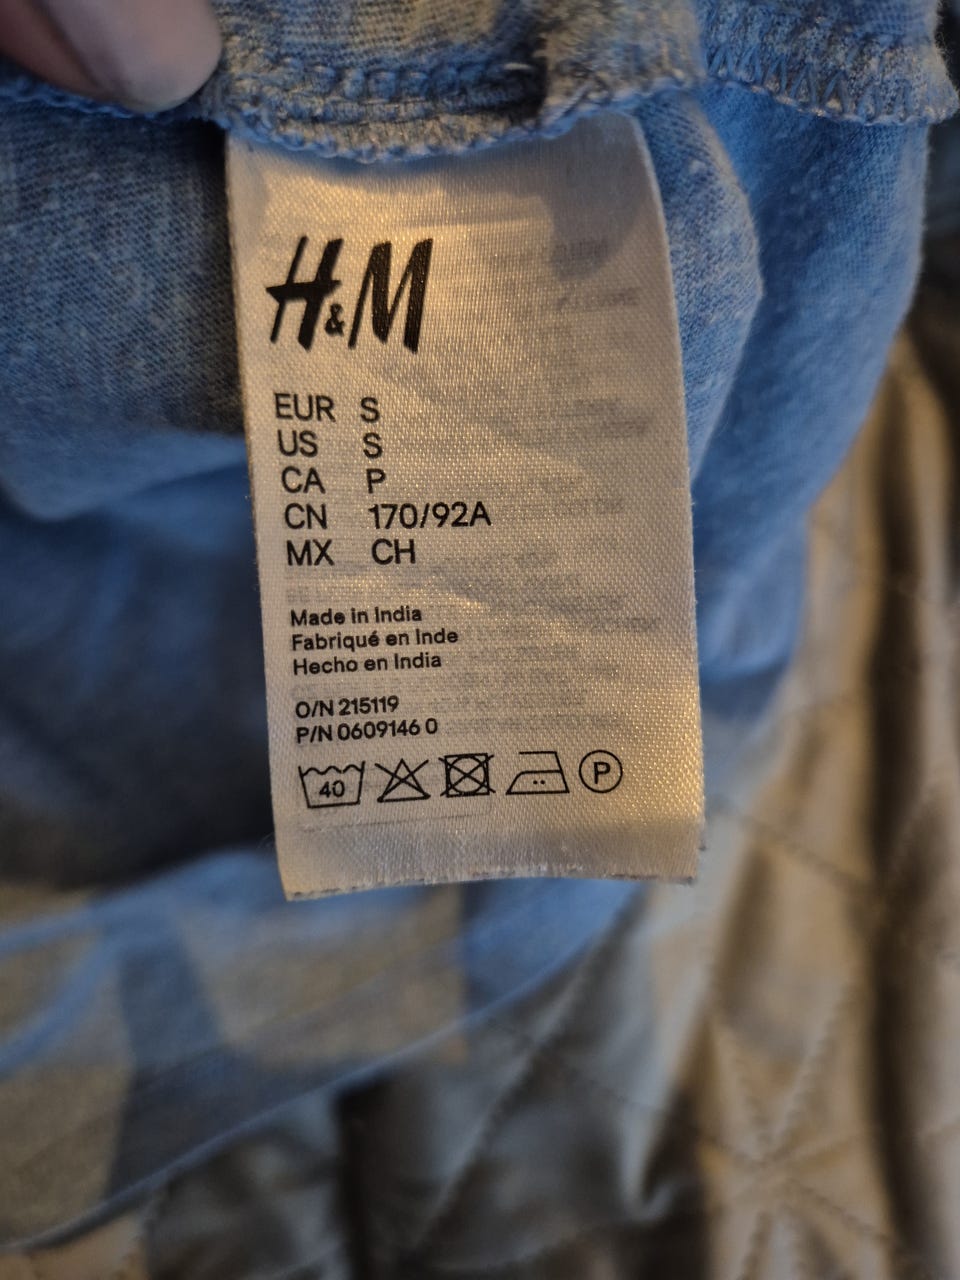 H&M
EUR S
US S
CA P
CN 170/92A
MX CH
Made in India
Fabriqué en Inde
Hecho en India
O/N 215119
P/N 0609146 0
40
P